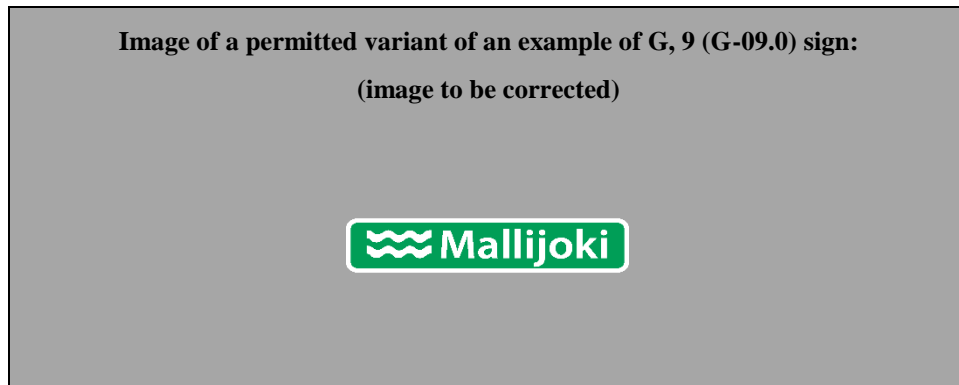 Image of a permitted variant of an example of G, 9 (G-09.0) sign:
(image to be corrected)
Mallijoki